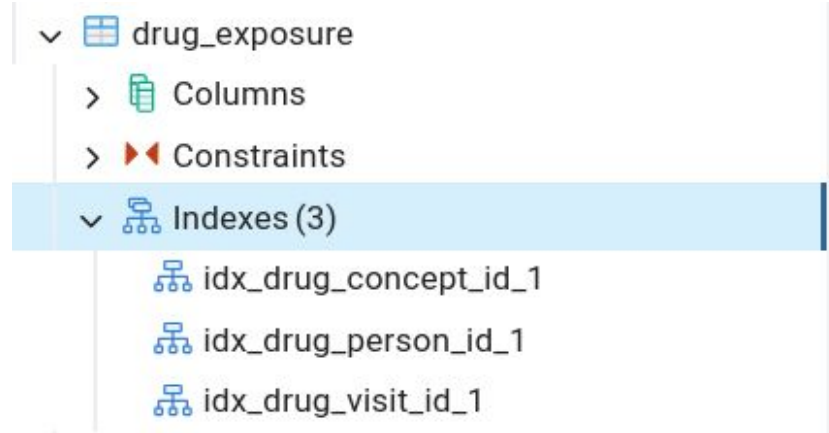 drug_exposure
Columns
Constraints
Indexes (3)
idx_drug_concept_id_1
idx_drug_person_id_1
idx_drug_visit_id_1